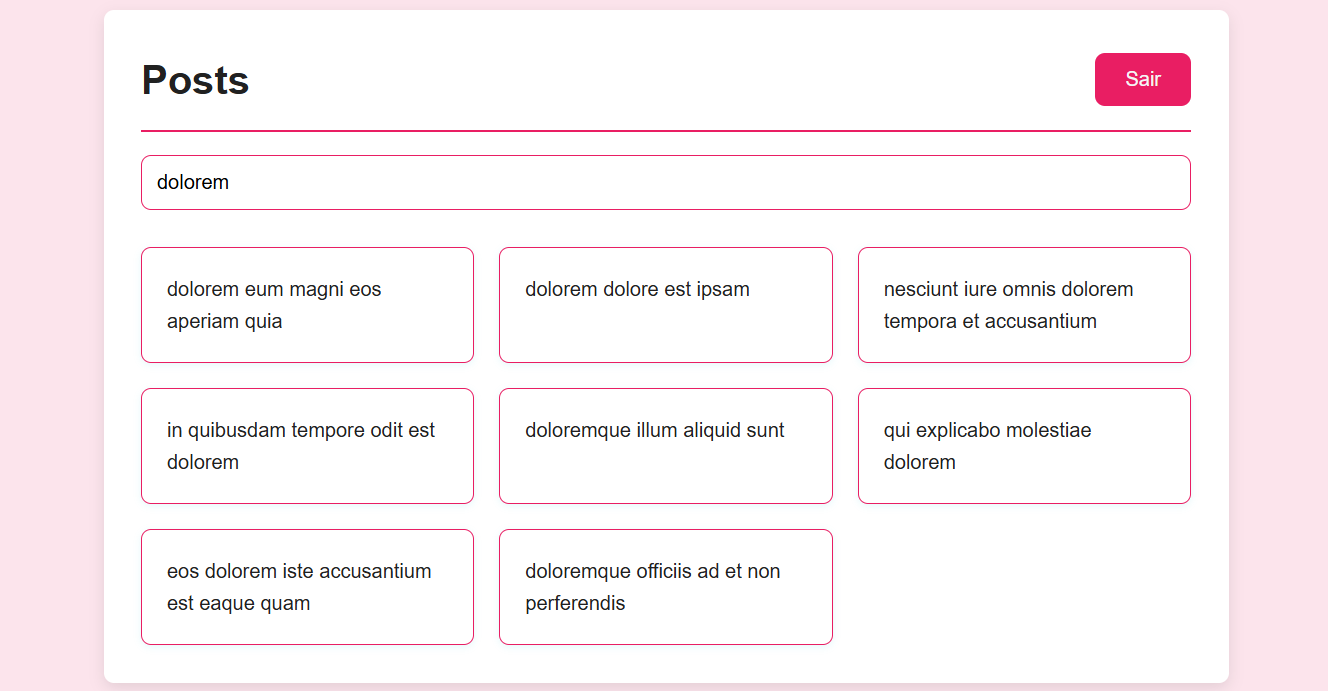 Posts
Sair
dolorem
dolorem eum magni eos
aperiam quia
dolorem dolore est ipsam
nesciunt iure omnis dolorem
tempora et accusantium
in quibusdam tempore odit est
dolorem
doloremque illum aliquid sunt
qui explicabo molestiae
dolorem
eos dolorem iste accusantium
est eaque quam
doloremque officiis ad et non
perferendis